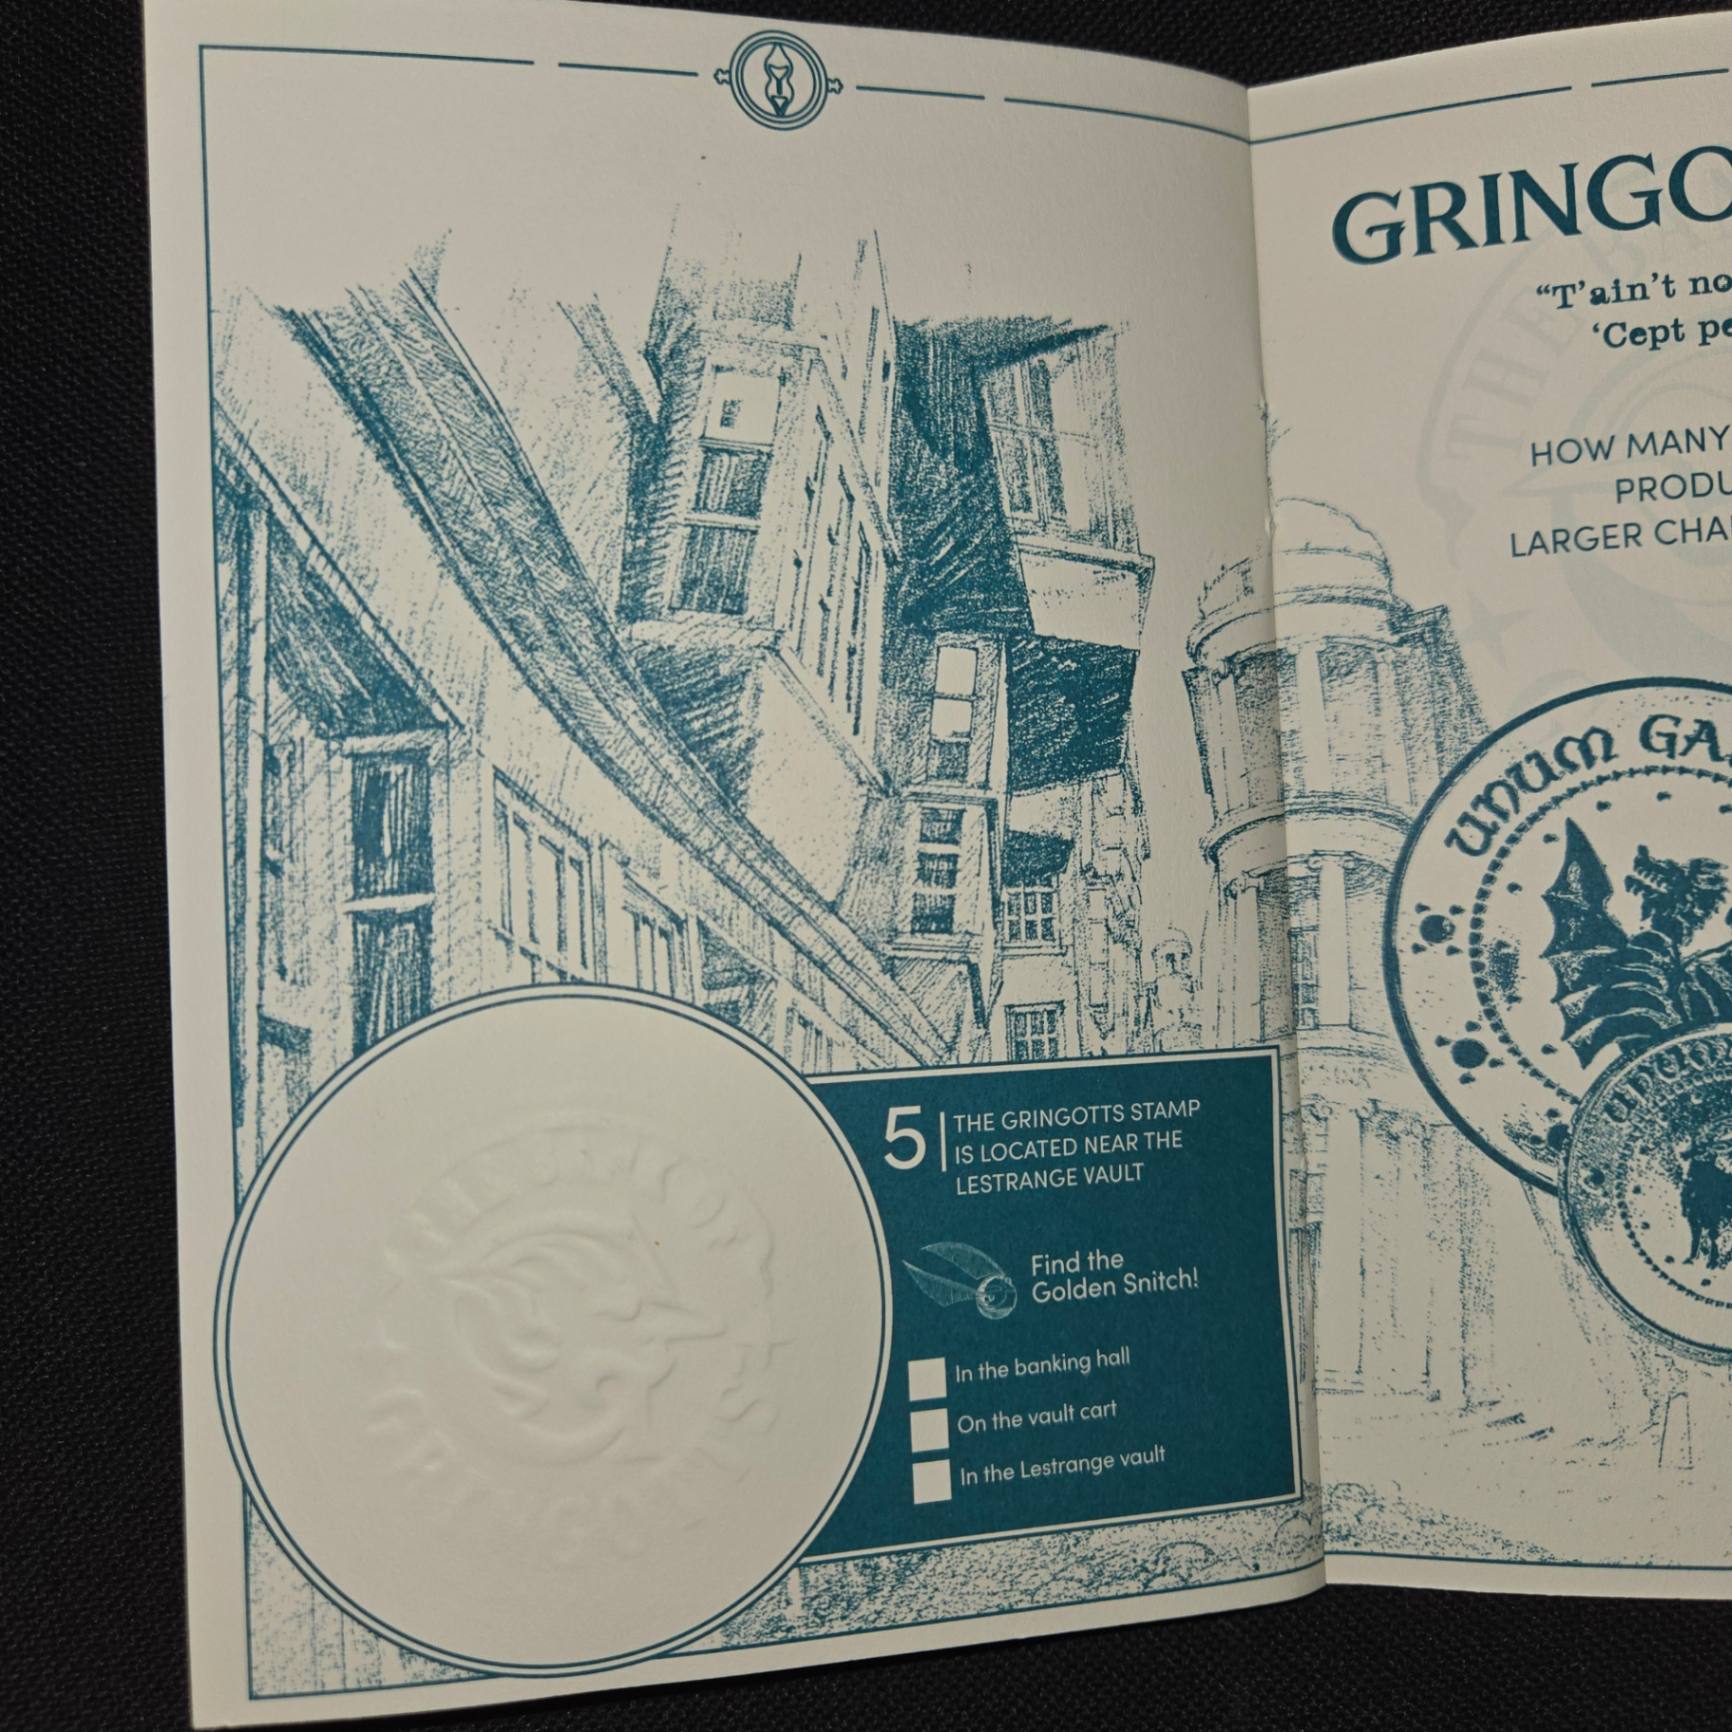 5
THE GRINGOTTS STAMP
IS LOCATED NEAR THE
LESTRANGE VAULT
Find the
Golden Snitch!
In the banking hall
On the vault cart
In the Lestrange vault
GRINGO
“T’ain’t no
‘Cept pe
HOW MANY
PRODU
LARGER CHA
UNUM GA